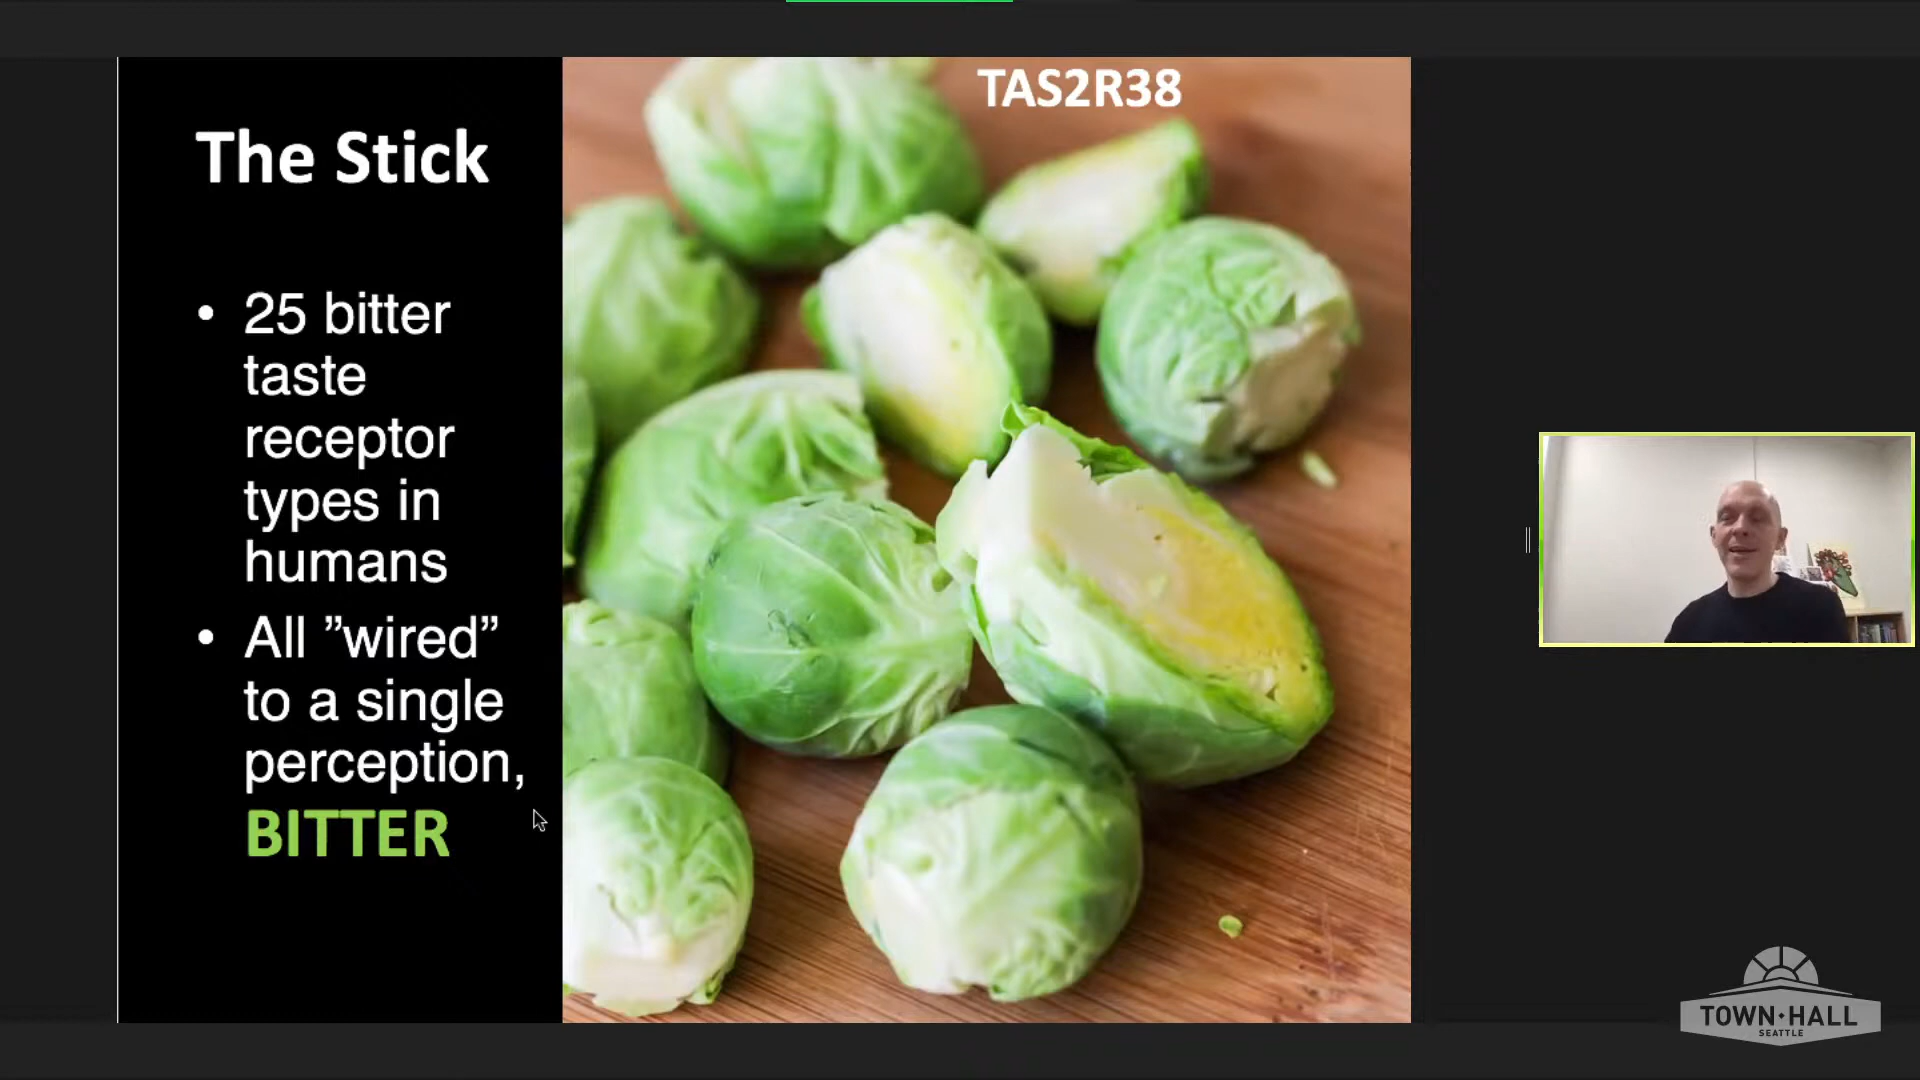 TAS2R38
The Stick
• 25 bitter
taste
receptor
types in
humans
• All ”wired”
to a single
perception,
BITTER
TOWN·HALL
SEATTLE